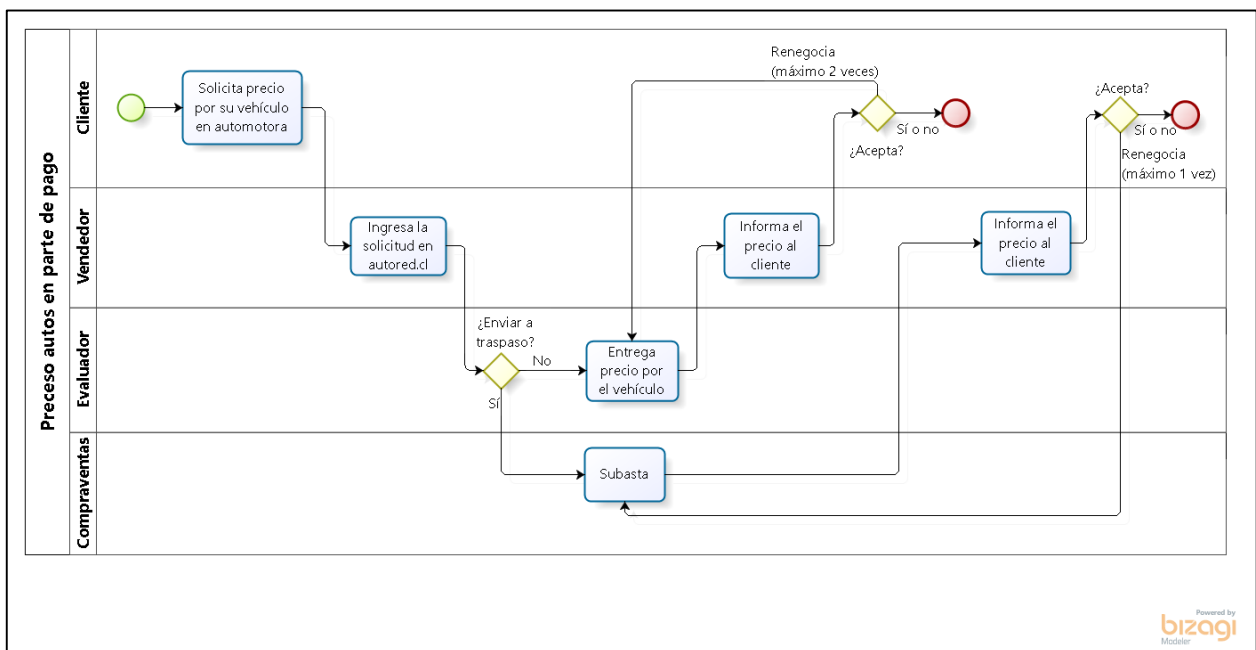 Preceso autos en parte de pago
Cliente
Solicita precio
por su vehículo
en automotora
Renegocia
(máximo 2 veces)
¿Acepta?
Sí o no
¿Acepta?
Sí o no
Renegocia
(máximo 1 vez)
Vendedor
Ingresa la
solicitud en
autored.cl
Informa el
precio al
cliente
Informa el
precio al
cliente
Evaluador
¿Enviar a
traspaso?
No
Sí
Entrega
precio por
el vehículo
Compraventas
Subasta
Powered by
bizagi
Modeler